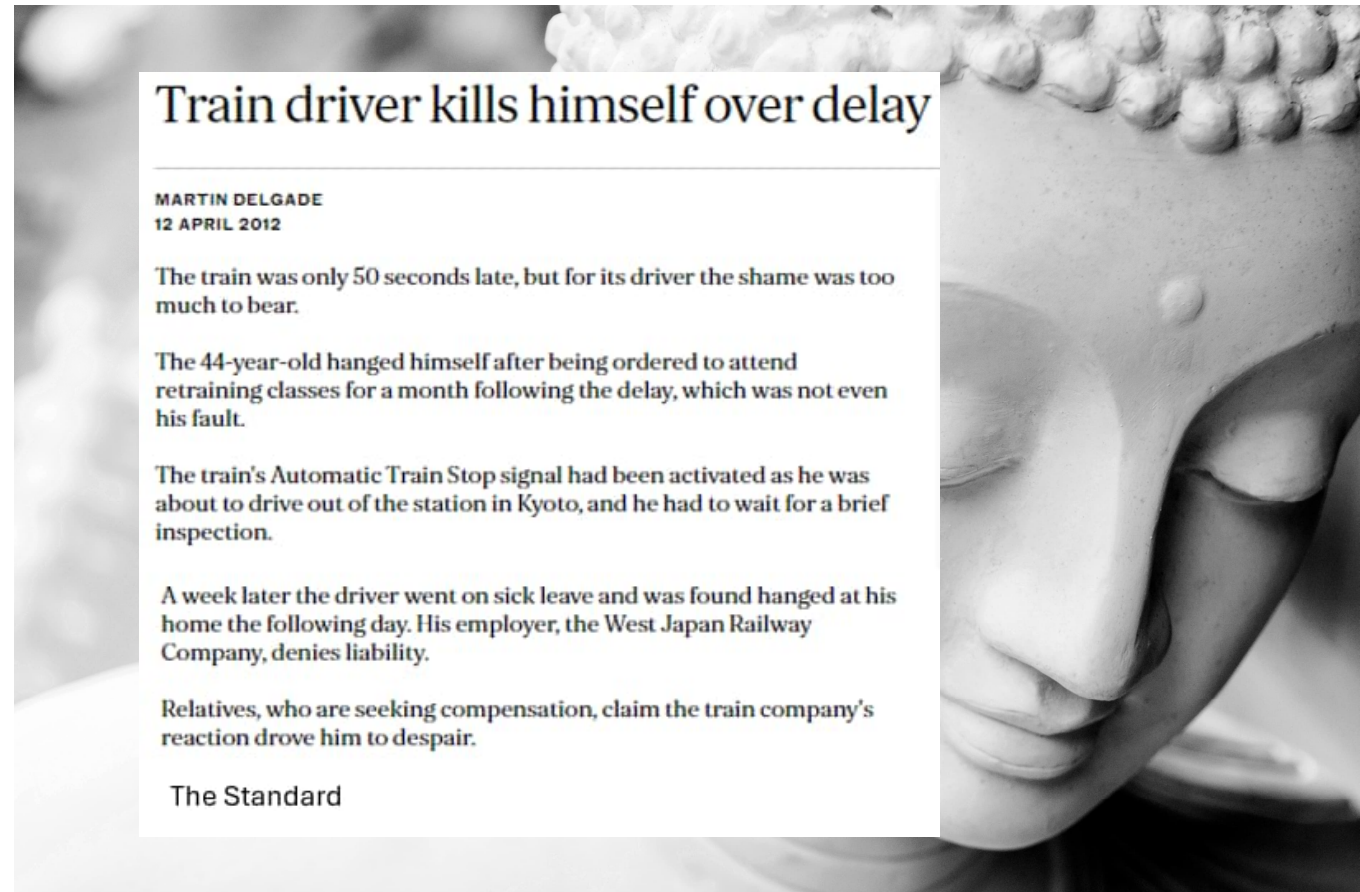 Train driver kills himself over delay
MARTIN DELGADE
12 APRIL 2012
The train was only 50 seconds late, but for its driver the shame was too
much to bear.
The 44-year-old hanged himself after being ordered to attend
retraining classes for a month following the delay, which was not even
his fault.
The train's Automatic Train Stop signal had been activated as he was
about to drive out of the station in Kyoto, and he had to wait for a brief
inspection.
A week later the driver went on sick leave and was found hanged at his
home the following day. His employer, the West Japan Railway
Company, denies liability.
Relatives, who are seeking compensation, claim the train company's
reaction drove him to despair.
The Standard